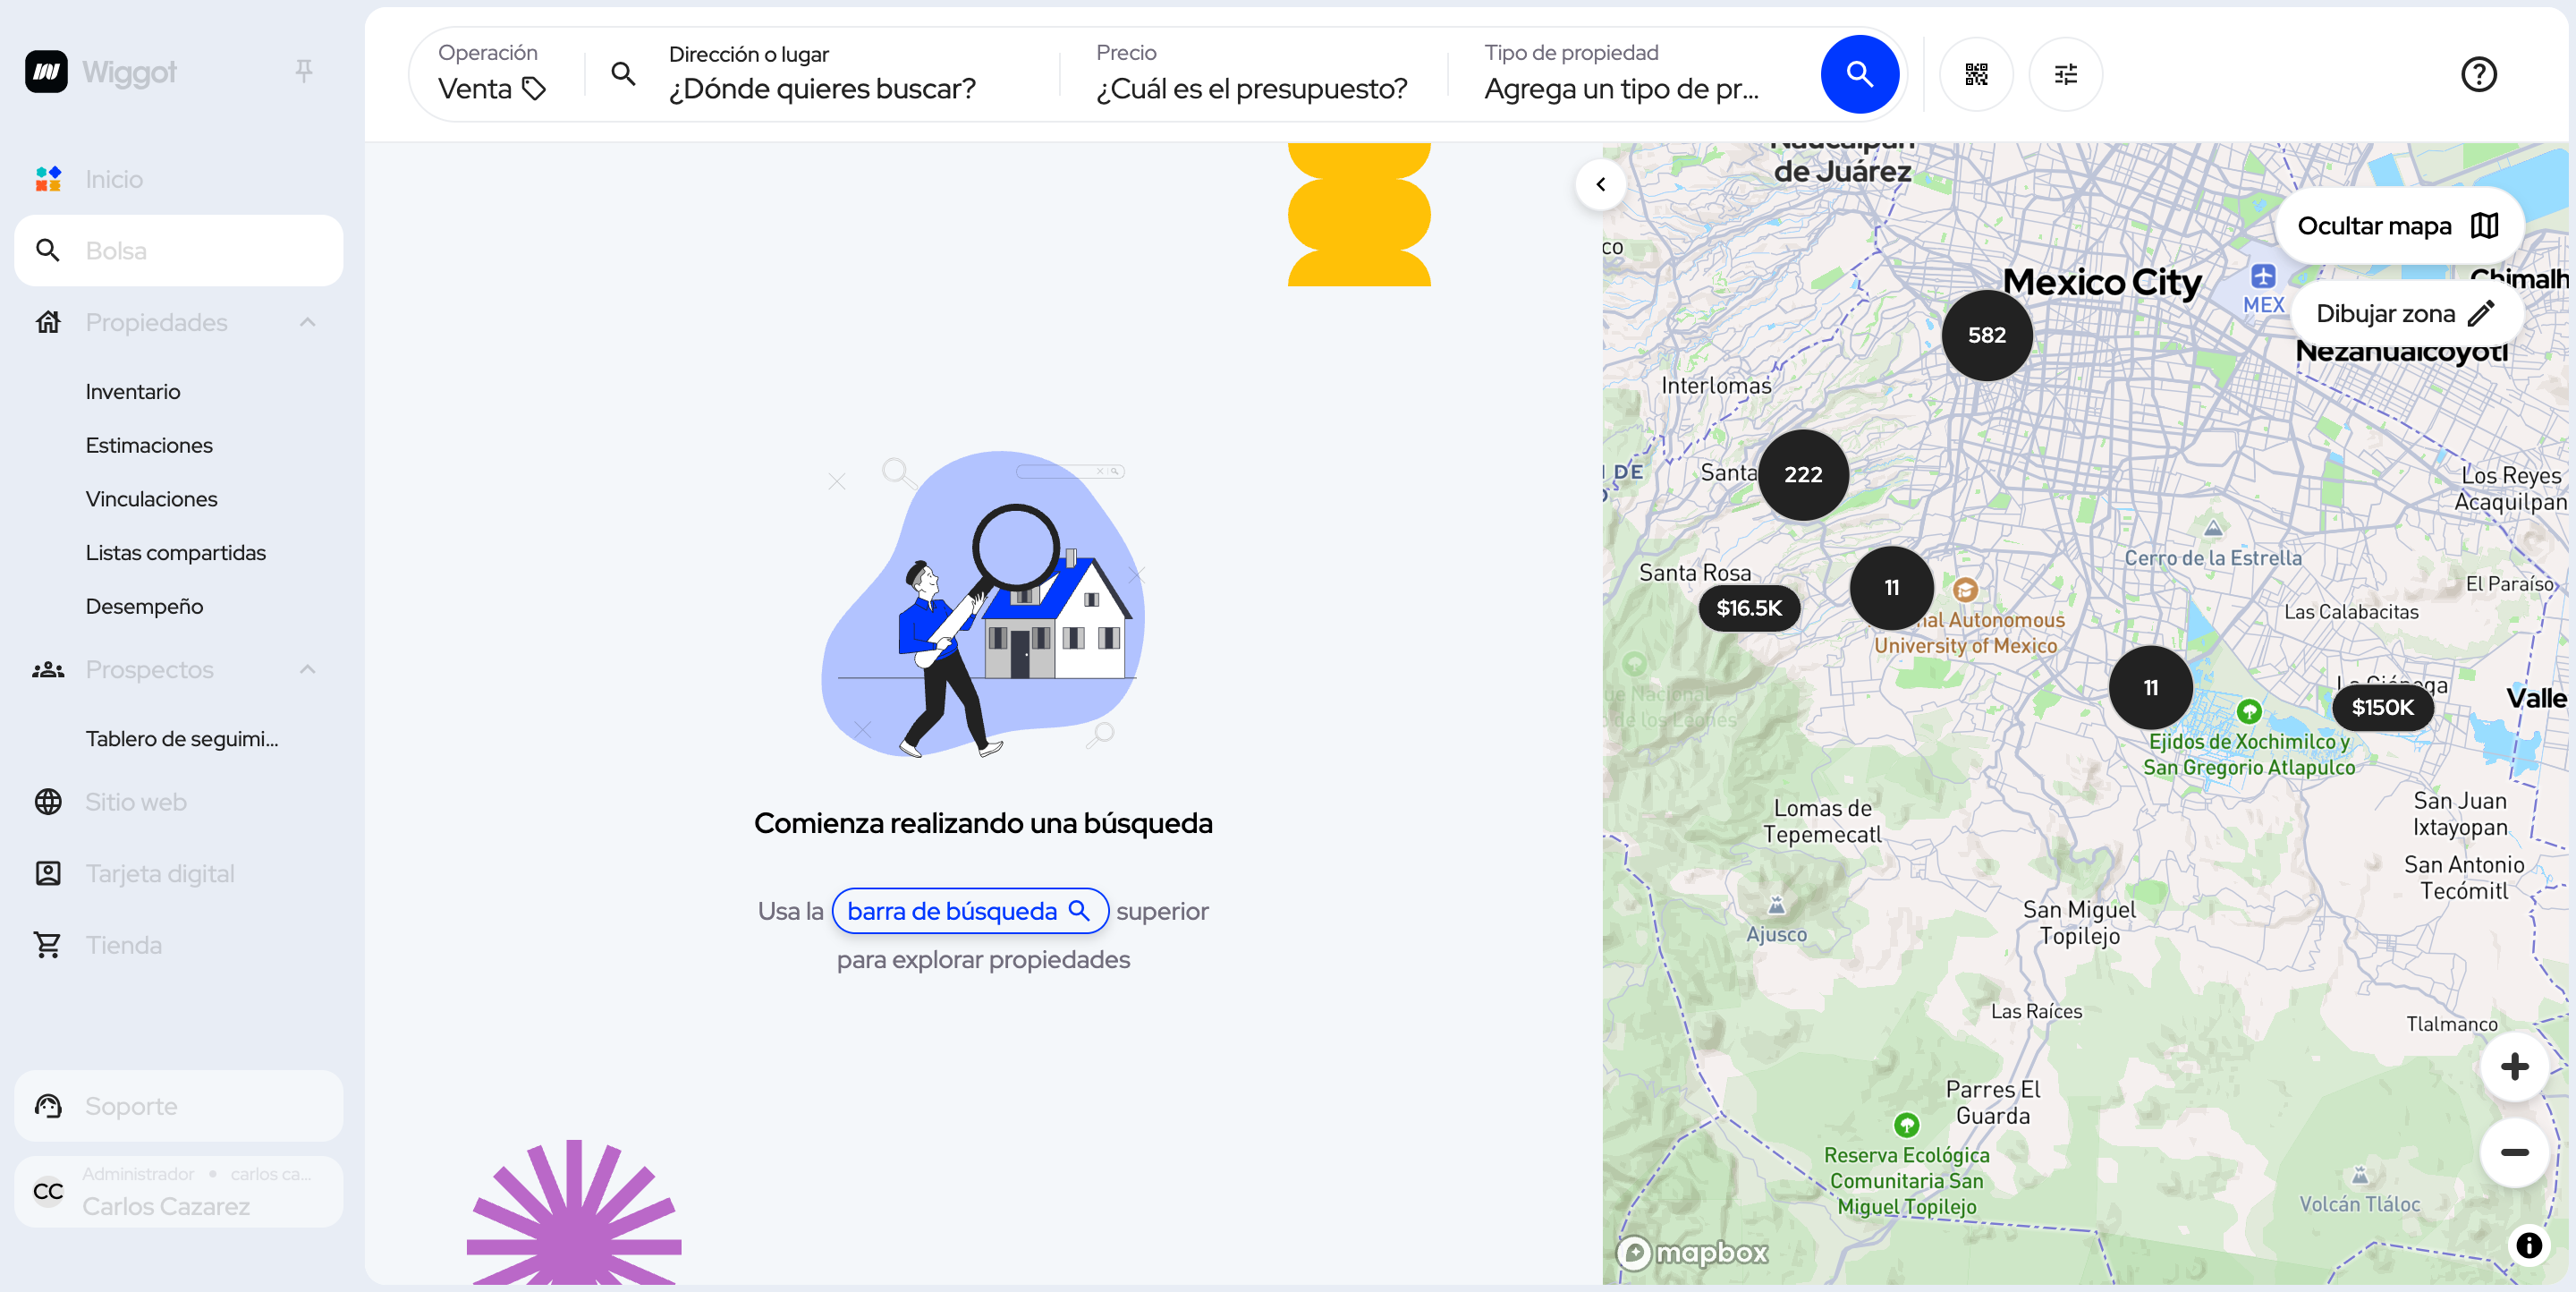 Wiggot
Inicio
Bolsa
Propiedades
Inventario
Estimaciones
Vinculaciones
Listas compartidas
Desempeño
Prospectos
Tablero de seguimi...
Sitio web
Tarjeta digital
Tienda
Soporte
CC
Administrador • carlos ca...
Carlos Cazarez
Operación
Venta
Dirección o lugar
¿Dónde quieres buscar?
Precio
¿Cuál es el presupuesto?
Tipo de propiedad
Agrega un tipo de pr...
Comienza realizando una búsqueda
Usa la barra de búsqueda superior
para explorar propiedades
Naucalpan
de Juárez
Ocultar mapa
Mexico City
MEX
Chimalh
Dibujar zona
Nezahualcoyotl
582
Interlomas
DE
Santa
222
Los Reyes
Acaquilpan
Cerro de la Estrella
Santa Rosa
El Paraíso
11
$16.5K
Las Calabacitas
Autonomous
University of Mexico
11
Valle
$150K
Ejidos de Xochimilco y
San Gregorio Atlapulco
Nacional
de los Leones
Lomas de
Tepemecatl
San Juan
Ixtayopan
San Antonio
Tecómitl
San Miguel
Topilejo
Ajusco
Las Raíces
Tlalmanco
Parres El
Guarda
Reserva Ecológica
Comunitaria San
Miguel Topilejo
Volcán Tláloc
mapbox